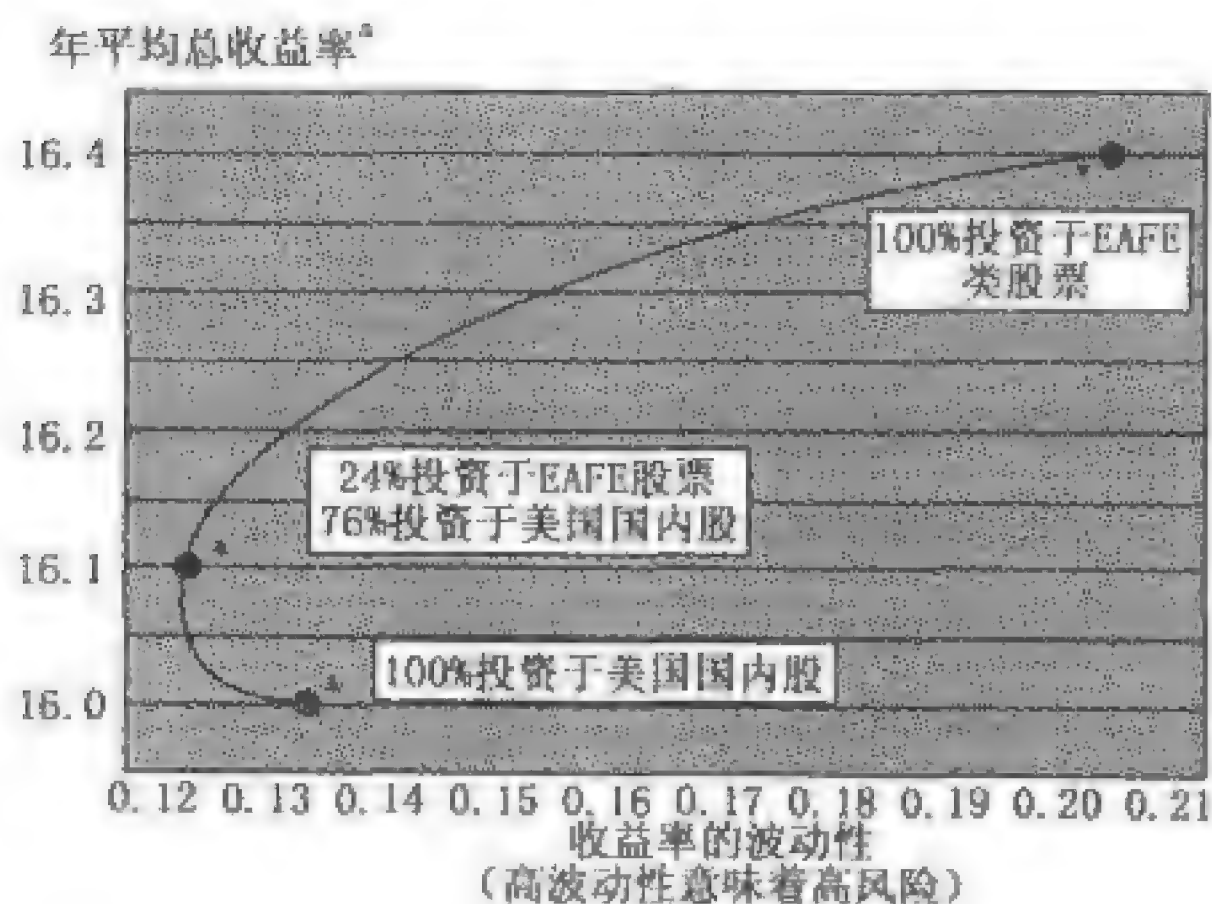 年平均总收益率ª
16.4
100%投资于EAFE
类股票
16.3
16.2
24%投资于EAFE股票
76%投资于美国国内股
16.1
100%投资于美国国内股
16.0
0.12 0.13 0.14 0.15 0.16 0.17 0.18 0.19 0.20 0.21
收益率的波动性
(高波动性意味着高风险)